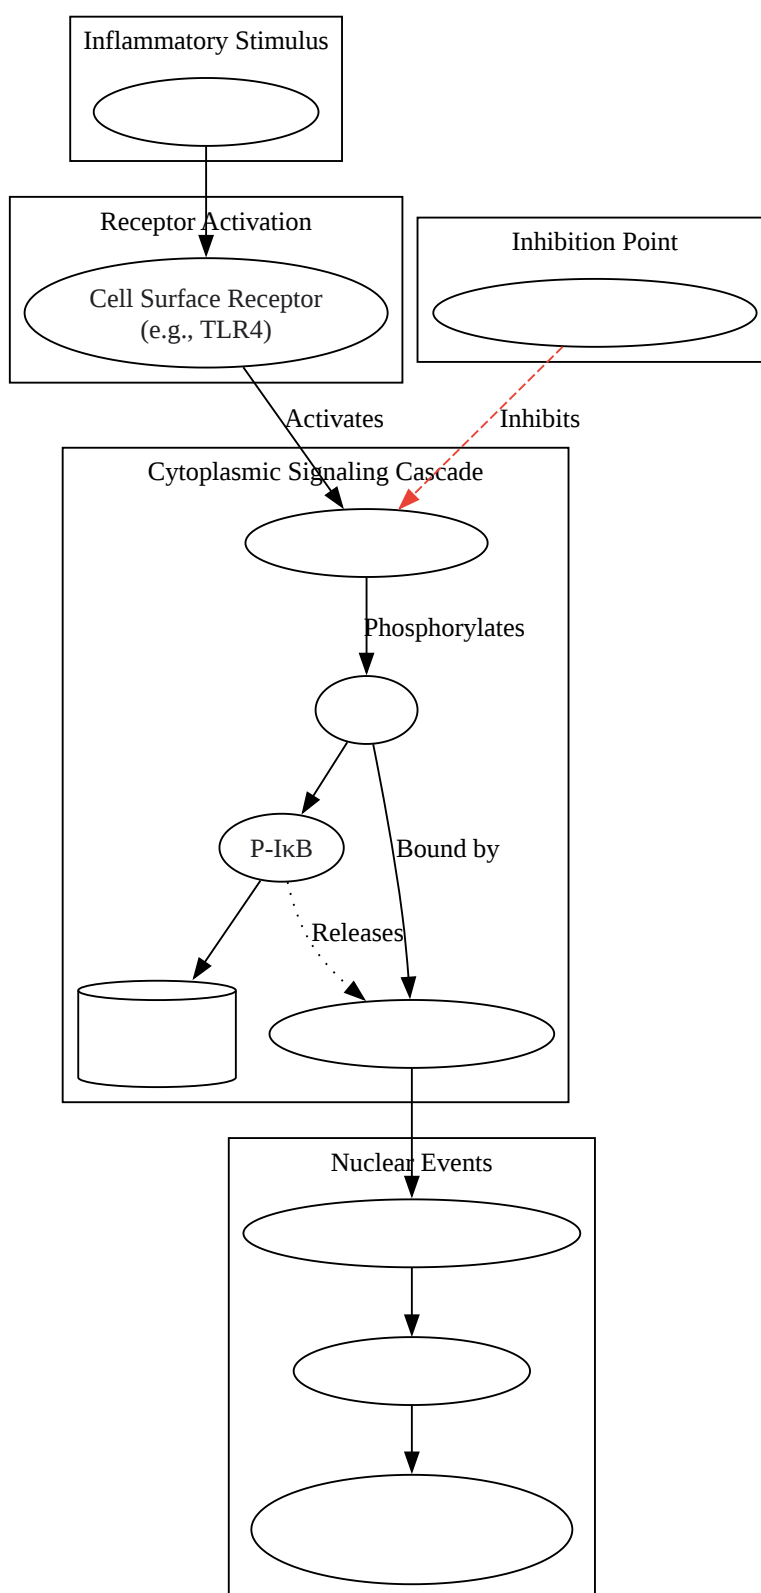 Inflammatory Stimulus
Receptor Activation
Cell Surface Receptor
(e.g., TLR4)
Inhibition Point
Activates
Inhibits
Cytoplasmic Signaling Cascade
Phosphorylates
P-IκB
Bound by
Releases
Nuclear Events